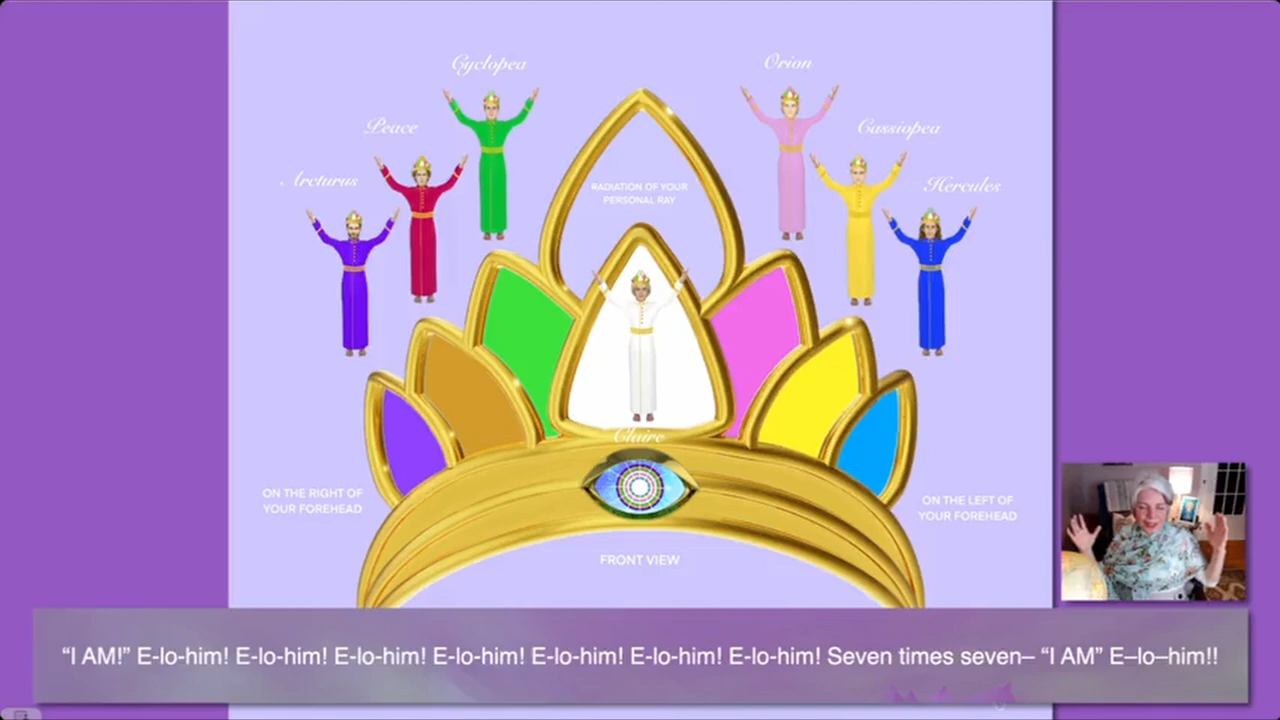 Cyclopea
Orion
Peace
Cassiopea
Arcturus
Hercules
RADIATION OF YOUR
PERSONAL RAY
Claire
ON THE RIGHT OF
YOUR FOREHEAD
ON THE LEFT OF
YOUR FOREHEAD
FRONT VIEW
“I AM!” E-lo-him! E-lo-him! E-lo-him! E-lo-him! E-lo-him! E-lo-him! E-lo-him! Seven times seven– “I AM” E–lo–him!!